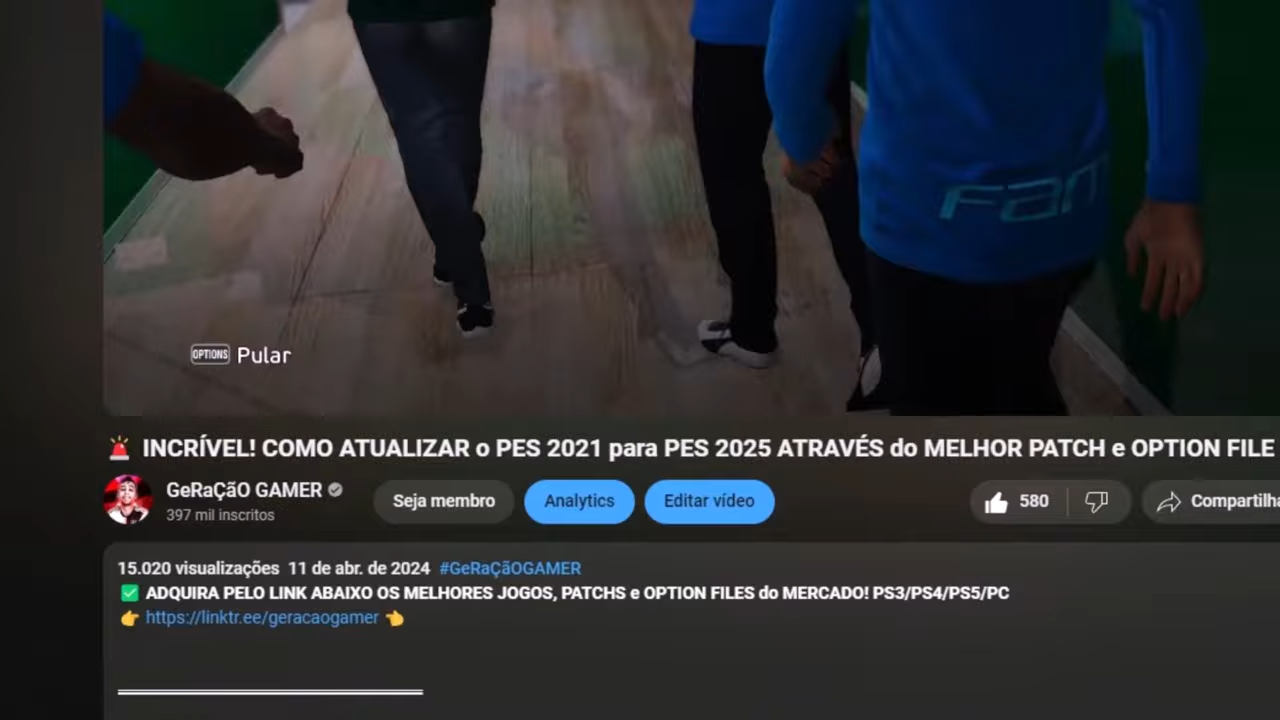 FAM
OPTIONS Pular
🚨 INCRÍVEL! COMO ATUALIZAR o PES 2021 para PES 2025 ATRAVÉS do MELHOR PATCH e OPTION FILE
GeRaÇãO GAMER
397 mil inscritos
Seja membro
Analytics
Editar vídeo
580
Compartilha
15.020 visualizações 11 de abr. de 2024 #GeRaÇãOGAMER
✅ ADQUIRA PELO LINK ABAIXO OS MELHORES JOGOS, PATCHS e OPTION FILES do MERCADO! PS3/PS4/PS5/PC
👉 https://linktr.ee/geracaogamer 👈